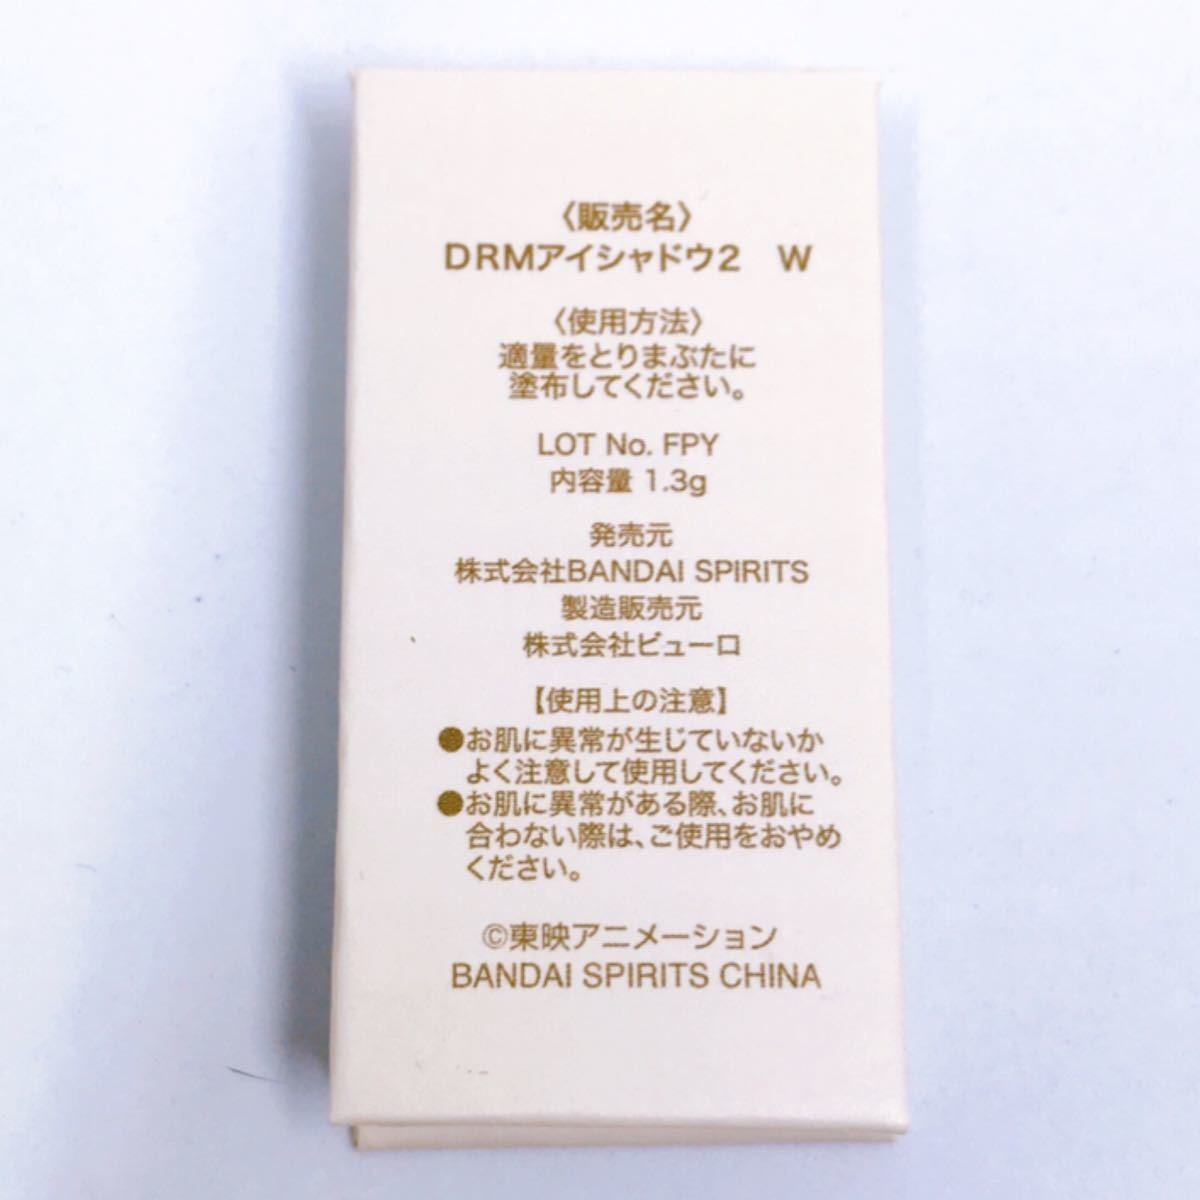 〈販売名〉
DRMアイシャドウ2　W
〈使用方法〉
適量をとりまぶたに
塗布してください。
LOT No. FPY
内容量 1.3g
発売元
株式会社BANDAI SPIRITS
製造販売元
株式会社ビューロ
【使用上の注意】
●お肌に異常が生じていないか
よく注意して使用してください。
●お肌に異常がある際、お肌に
合わない際は、ご使用をおやめ
ください。
©東映アニメーション
BANDAI SPIRITS CHINA